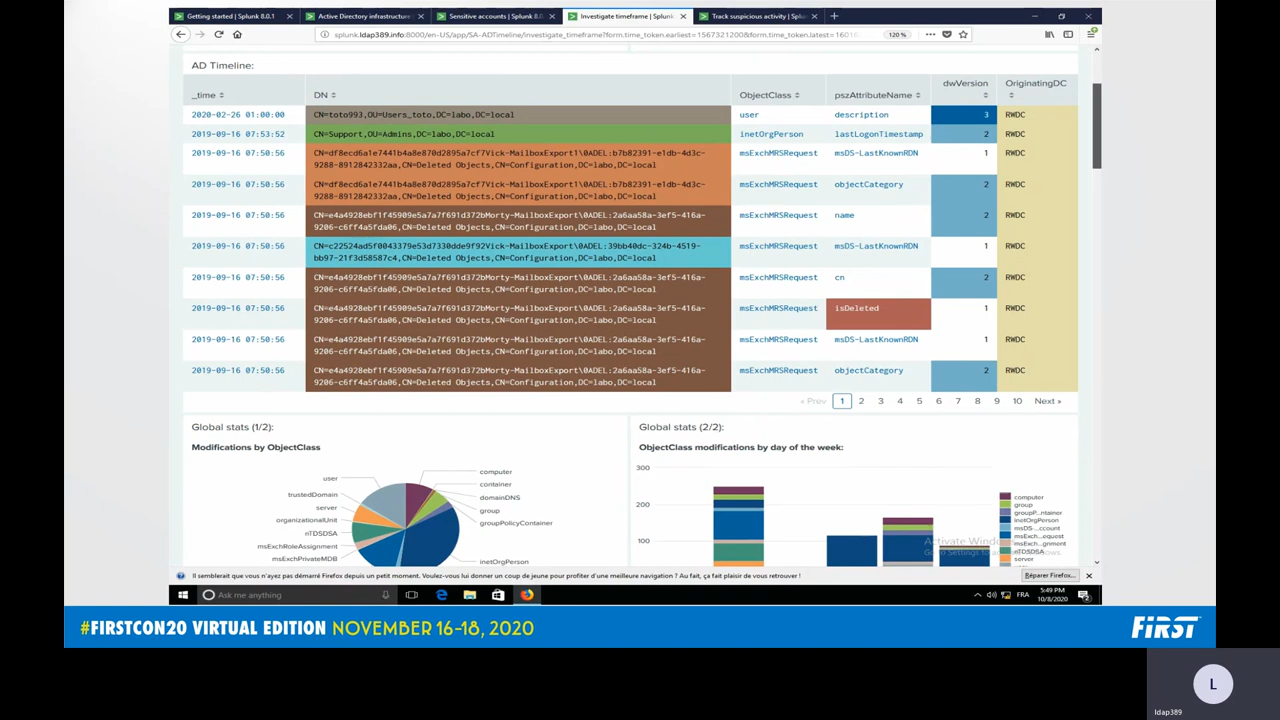 Getting started | Splunk 8.0.1
Active Directory infrastructure
Sensitive accounts | Splunk 8.0.
Investigate timeframe | Splunk
Track suspicious activity | Splunk
splunk.ldap389.info:8000/en-US/app/SA-ADTimeline/investigate_timeframe?form.time_token.earliest=1567321200&form.time_token.latest=16016
120 %
AD Timeline:
_time DN ObjectClass pszAttributeName dwVersion OriginatingDC
2020-02-26 01:00:00 CN=toto993,OU=Users_toto,DC=labo,DC=local user description 3 RWDC
2019-09-16 07:53:52 CN=Support,OU=Admins,DC=labo,DC=local inetOrgPerson lastLogonTimestamp 2 RWDC
2019-09-16 07:50:56 CN=df8ecd6a1e7441b4a8e870d2895a7cf7Vick-MailboxExport1\0ADEL:b7b82391-e1db-4d3c- msExchMRSRequest msDS-LastKnownRDN 1 RWDC
9288-8912842332aa,CN=Deleted Objects,CN=Configuration,DC=labo,DC=local
2019-09-16 07:50:56 CN=df8ecd6a1e7441b4a8e870d2895a7cf7Vick-MailboxExport1\0ADEL:b7b82391-e1db-4d3c- msExchMRSRequest objectCategory 2 RWDC
9288-8912842332aa,CN=Deleted Objects,CN=Configuration,DC=labo,DC=local
2019-09-16 07:50:56 CN=e4a4928ebf1f45909e5a7a7f691d372bMorty-MailboxExport\0ADEL:2a6aa58a-3ef5-416a- msExchMRSRequest name 2 RWDC
9206-c6ff4a5fda06,CN=Deleted Objects,CN=Configuration,DC=labo,DC=local
2019-09-16 07:50:56 CN=c22524ad5f0043379e53d7330dde9f92Vick-MailboxExport\0ADEL:39bb40dc-324b-4519- msExchMRSRequest msDS-LastKnownRDN 1 RWDC
bb97-21f3d58587c4,CN=Deleted Objects,CN=Configuration,DC=labo,DC=local
2019-09-16 07:50:56 CN=e4a4928ebf1f45909e5a7a7f691d372bMorty-MailboxExport\0ADEL:2a6aa58a-3ef5-416a- msExchMRSRequest cn 2 RWDC
9206-c6ff4a5fda06,CN=Deleted Objects,CN=Configuration,DC=labo,DC=local
2019-09-16 07:50:56 CN=e4a4928ebf1f45909e5a7a7f691d372bMorty-MailboxExport\0ADEL:2a6aa58a-3ef5-416a- msExchMRSRequest isDeleted 1 RWDC
9206-c6ff4a5fda06,CN=Deleted Objects,CN=Configuration,DC=labo,DC=local
2019-09-16 07:50:56 CN=e4a4928ebf1f45909e5a7a7f691d372bMorty-MailboxExport\0ADEL:2a6aa58a-3ef5-416a- msExchMRSRequest msDS-LastKnownRDN 1 RWDC
9206-c6ff4a5fda06,CN=Deleted Objects,CN=Configuration,DC=labo,DC=local
2019-09-16 07:50:56 CN=e4a4928ebf1f45909e5a7a7f691d372bMorty-MailboxExport\0ADEL:2a6aa58a-3ef5-416a- msExchMRSRequest objectCategory 2 RWDC
9206-c6ff4a5fda06,CN=Deleted Objects,CN=Configuration,DC=labo,DC=local
« Prev 1 2 3 4 5 6 7 8 9 10 Next »
Global stats (1/2):
Modifications by ObjectClass
user
trustedDomain
server
organizationalUnit
nTDSDSA
msExchRoleAssignment
msExchPrivateMDB
computer
container
domainDNS
group
groupPolicyContainer
inetOrgPerson
Global stats (2/2):
ObjectClass modifications by day of the week:
300
200
100
computer
group
groupP...ntainer
inetOrgPerson
msDS-...ccount
msExch...equest
msExch...gnment
nTDSDSA
server
Activate Windows
Go to Settings to activate Windows.
Il semblerait que vous n'ayez pas démarré Firefox depuis un petit moment. Voulez-vous lui donner un coup de jeune pour profiter d'une meilleure navigation ? Au fait, ça fait plaisir de vous retrouver !
Réparer Firefox...
Ask me anything
FRA
5:49 PM
10/8/2020
2
#FIRSTCON20 VIRTUAL EDITION NOVEMBER 16-18, 2020
FIRST
L
ldap389